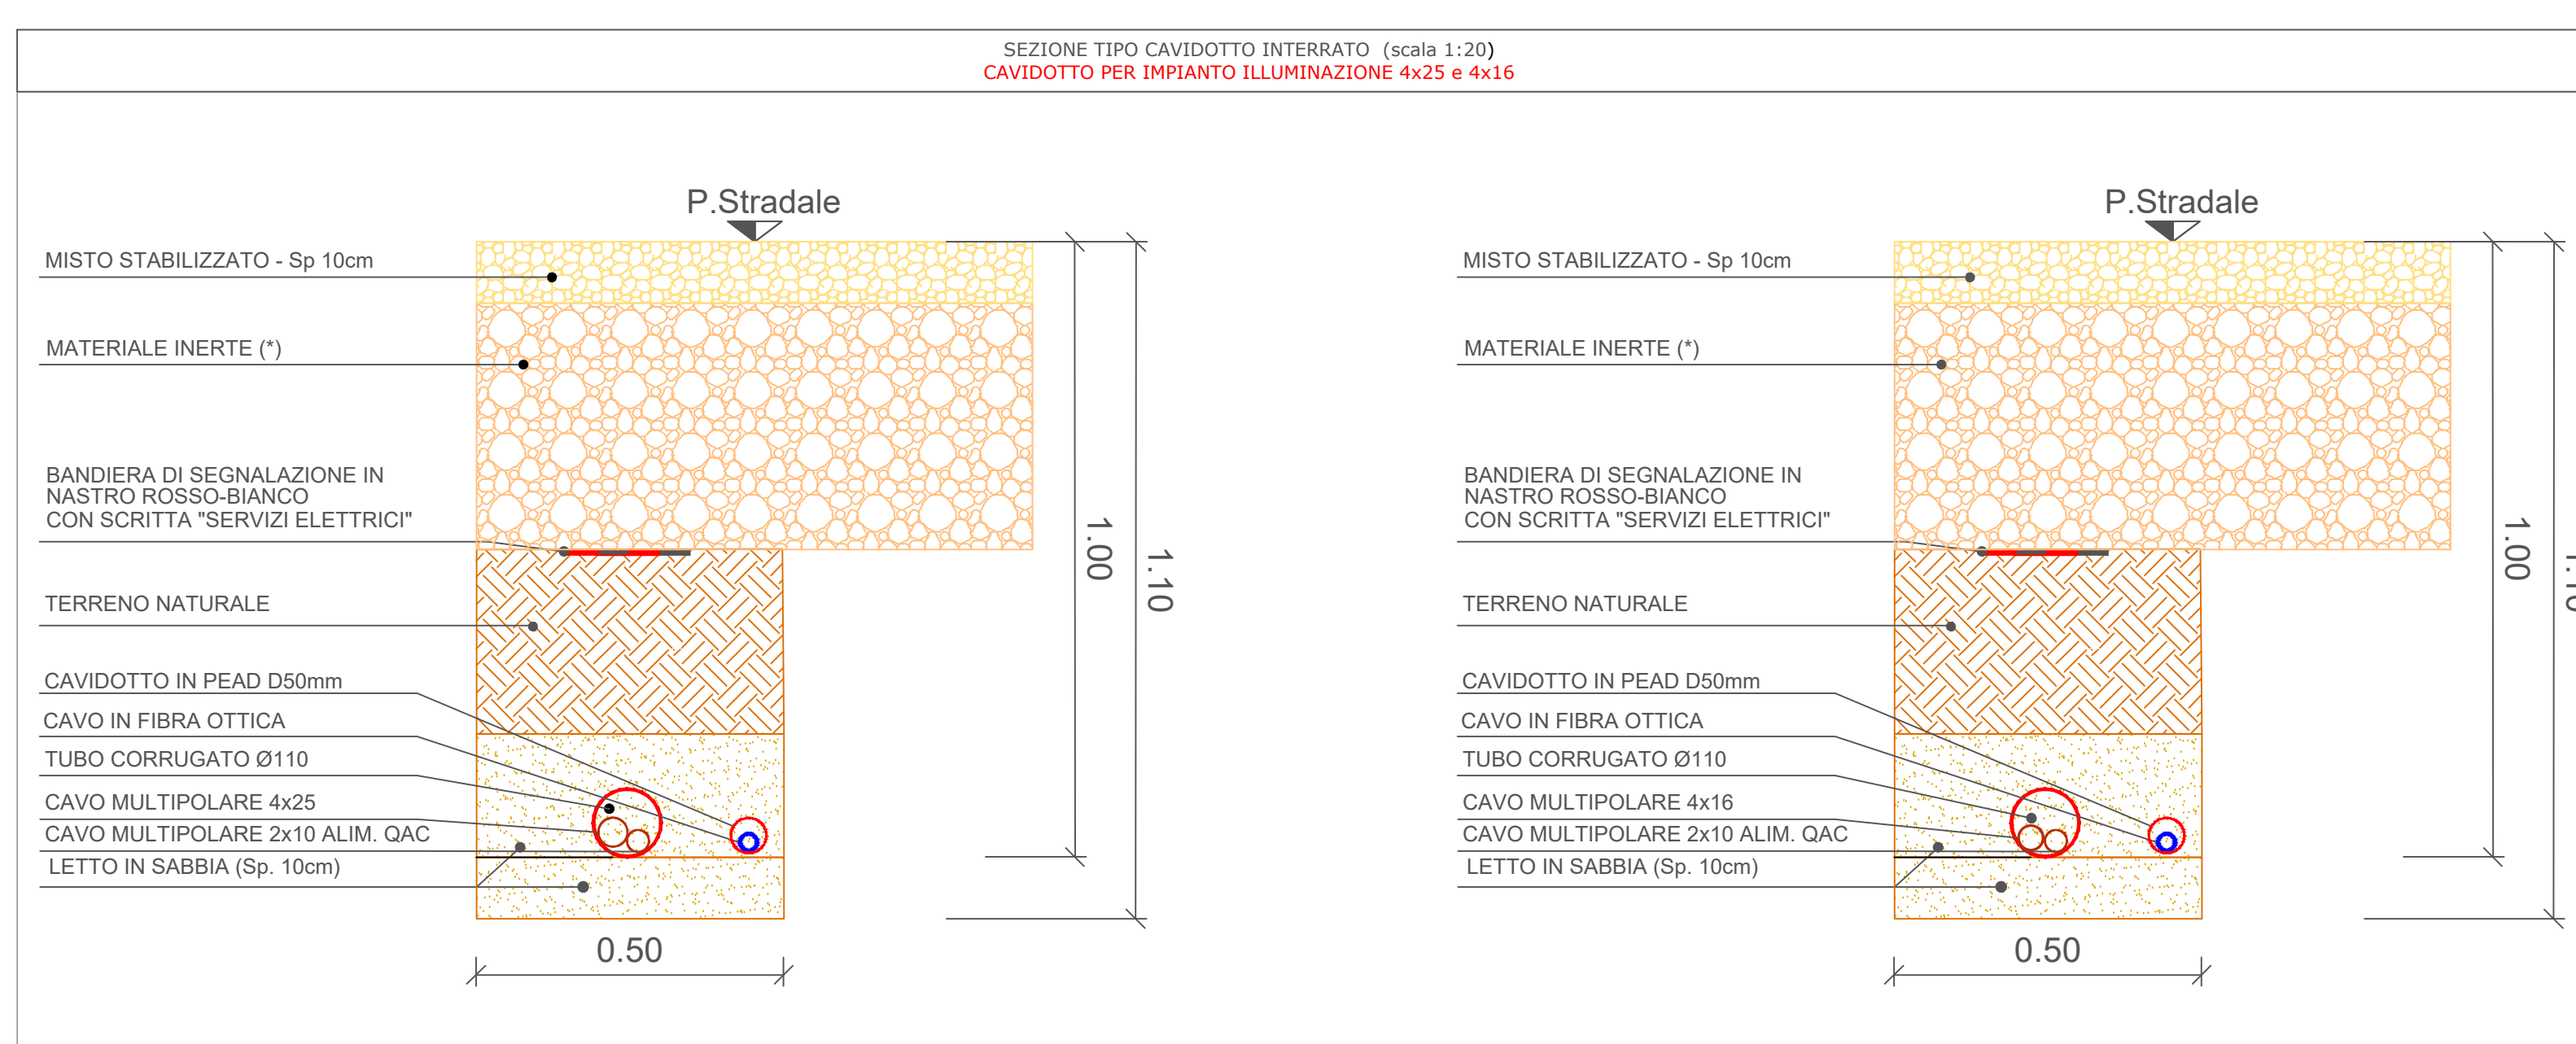 SEZIONE TIPO CAVIDOTTO INTERRATO (scala 1:20)
CAVIDOTTO PER IMPIANTO ILLUMINAZIONE 4x25 e 4x16
P.Stradale
MISTO STABILIZZATO - Sp 10cm
MATERIALE INERTE (*)
BANDIERA DI SEGNALAZIONE IN
NASTRO ROSSO-BIANCO
CON SCRITTA "SERVIZI ELETTRICI"
TERRENO NATURALE
CAVIDOTTO IN PEAD D50mm
CAVO IN FIBRA OTTICA
TUBO CORRUGATO Ø110
CAVO MULTIPOLARE 4x25
CAVO MULTIPOLARE 2x10 ALIM. QAC
LETTO IN SABBIA (Sp. 10cm)
1.00
1.10
0.50
P.Stradale
MISTO STABILIZZATO - Sp 10cm
MATERIALE INERTE (*)
BANDIERA DI SEGNALAZIONE IN
NASTRO ROSSO-BIANCO
CON SCRITTA "SERVIZI ELETTRICI"
TERRENO NATURALE
CAVIDOTTO IN PEAD D50mm
CAVO IN FIBRA OTTICA
TUBO CORRUGATO Ø110
CAVO MULTIPOLARE 4x16
CAVO MULTIPOLARE 2x10 ALIM. QAC
LETTO IN SABBIA (Sp. 10cm)
1.00
1.10
0.50